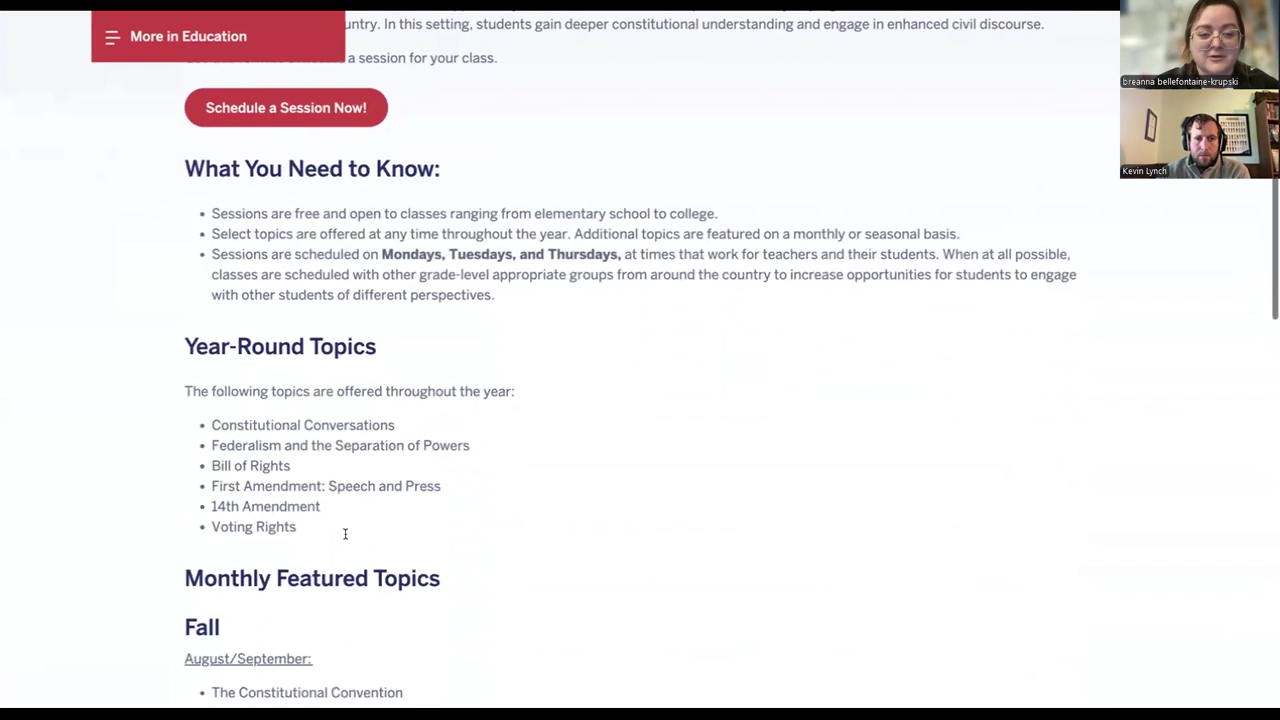 More in Education
untry. In this setting, students gain deeper constitutional understanding and engage in enhanced civil discourse.
a session for your class.
Schedule a Session Now!
What You Need to Know:
• Sessions are free and open to classes ranging from elementary school to college.
• Select topics are offered at any time throughout the year. Additional topics are featured on a monthly or seasonal basis.
• Sessions are scheduled on Mondays, Tuesdays, and Thursdays, at times that work for teachers and their students. When at all possible,
classes are scheduled with other grade-level appropriate groups from around the country to increase opportunities for students to engage
with other students of different perspectives.
Year-Round Topics
The following topics are offered throughout the year:
• Constitutional Conversations
• Federalism and the Separation of Powers
• Bill of Rights
• First Amendment: Speech and Press
• 14th Amendment
• Voting Rights
Monthly Featured Topics
Fall
August/September:
• The Constitutional Convention
breanna bellefontaine-krupski
Kevin Lynch